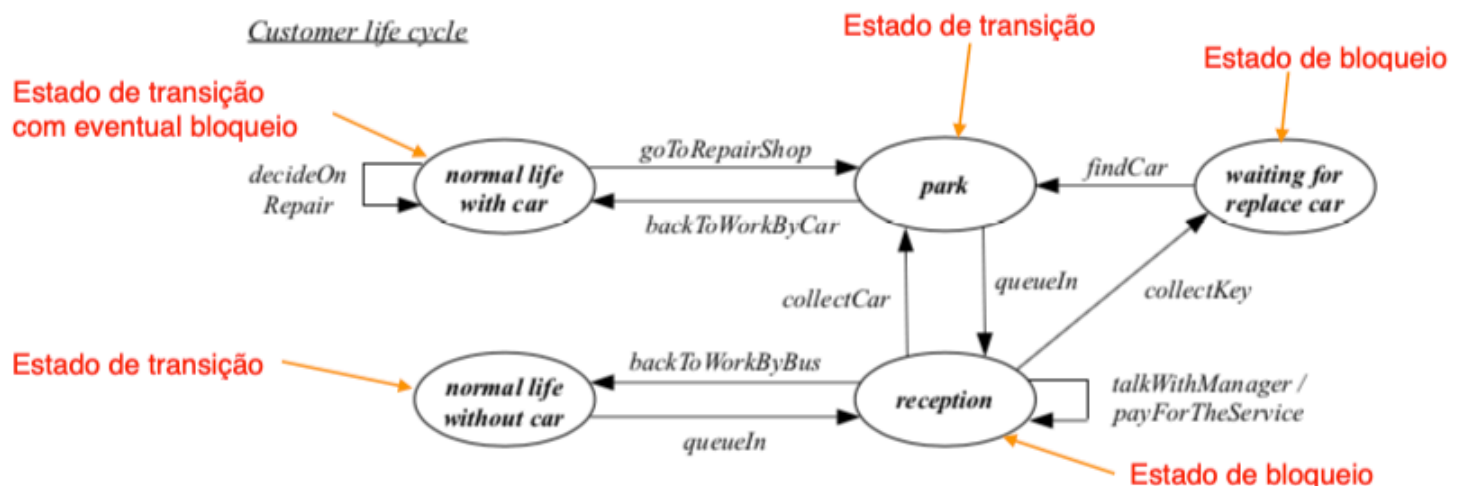 Customer life cycle
Estado de transição
Estado de bloqueio
Estado de transição
com eventual bloqueio
decideOn
Repair
normal life
with car
goToRepairShop
backToWorkByCar
park
findCar
waiting for
replace car
collectCar
queueIn
collectKey
Estado de transição
normal life
without car
backToWorkByBus
queueIn
reception
talkWithManager /
payForTheService
Estado de bloqueio